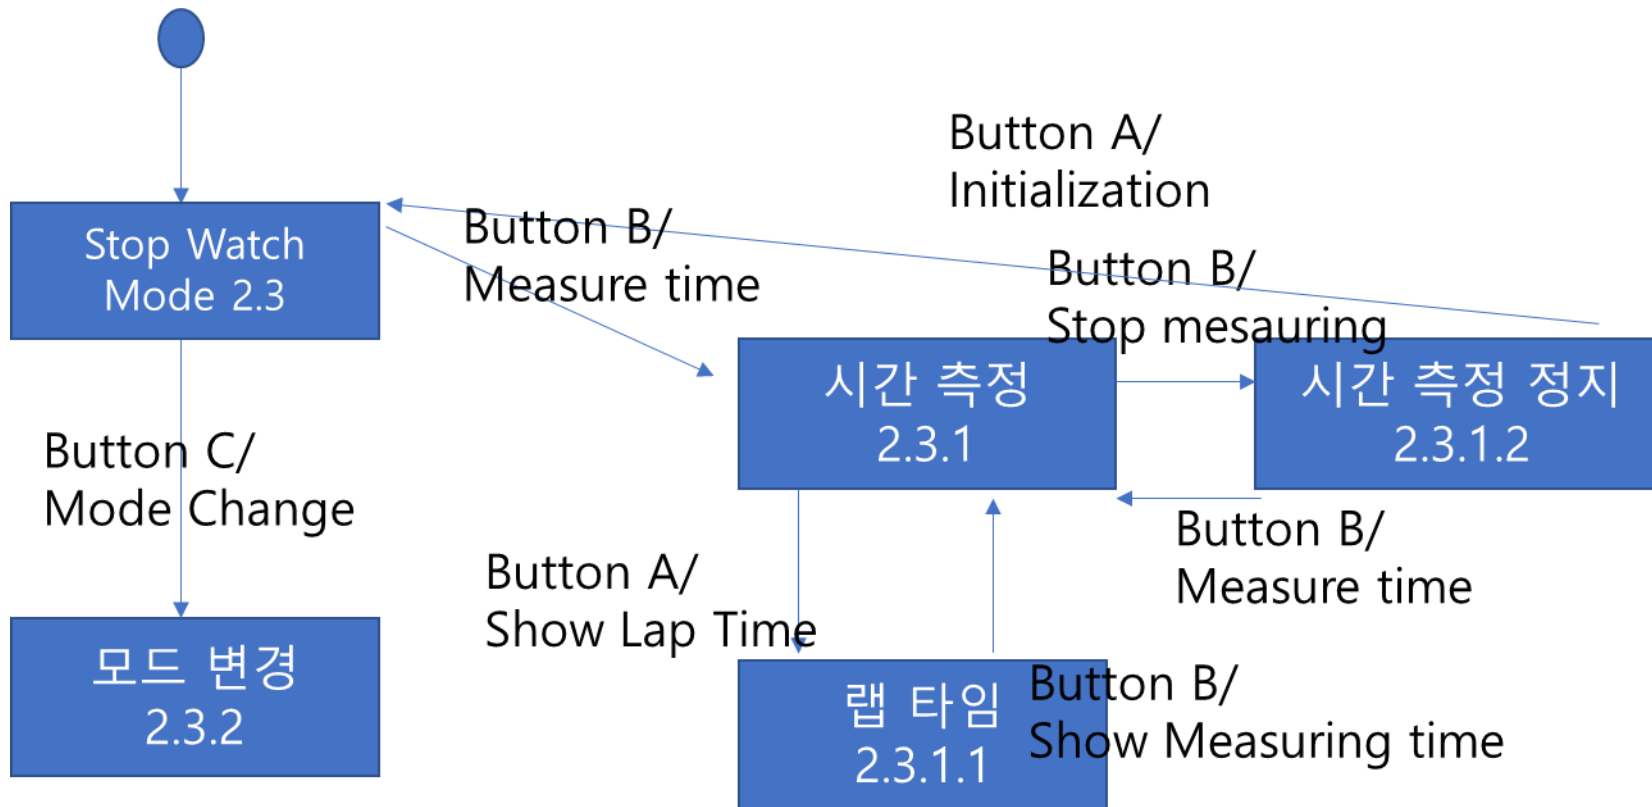 Button A/
Initialization
Stop Watch
Mode 2.3
Button B/
Measure time
Button B/
Stop mesauring
시간 측정
2.3.1
시간 측정 정지
2.3.1.2
Button C/
Mode Change
Button A/
Show Lap Time
Button B/
Measure time
모드 변경
2.3.2
랩 타임
2.3.1.1
Button B/
Show Measuring time